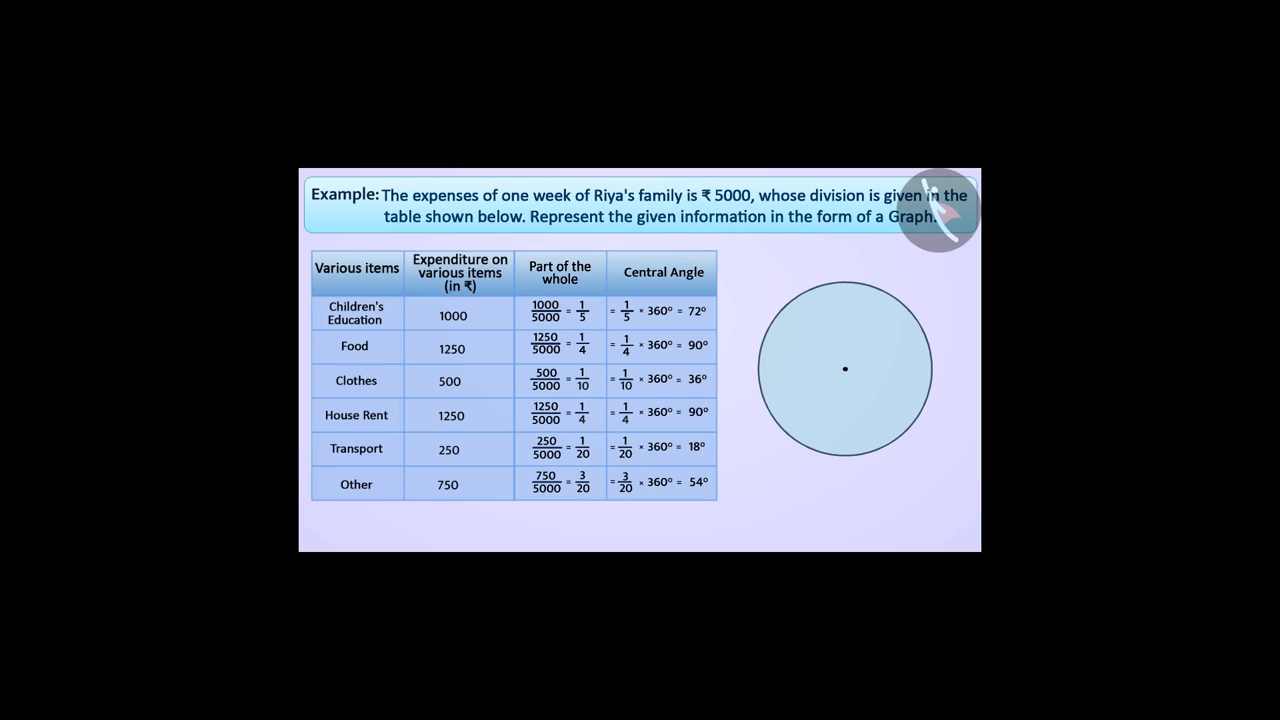 Example: The expenses of one week of Riya's family is ₹ 5000, whose division is given in the
table shown below. Represent the given information in the form of a Graph.
Various items Expenditure on various items (in ₹) Part of the whole Central Angle
Children's Education 1000 1000/5000 = 1/5 = 1/5 × 360° = 72°
Food 1250 1250/5000 = 1/4 = 1/4 × 360° = 90°
Clothes 500 500/5000 = 1/10 = 1/10 × 360° = 36°
House Rent 1250 1250/5000 = 1/4 = 1/4 × 360° = 90°
Transport 250 250/5000 = 1/20 = 1/20 × 360° = 18°
Other 750 750/5000 = 3/20 = 3/20 × 360° = 54°